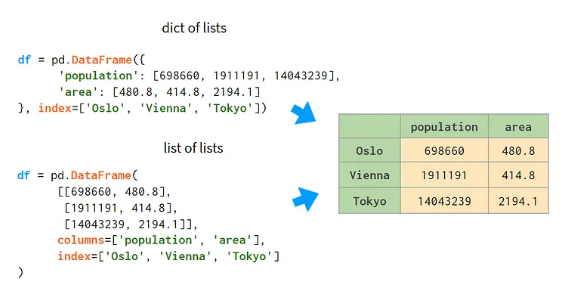 dict of lists
df = pd.DataFrame({
'population': [698660, 1911191, 14043239],
'area': [480.8, 414.8, 2194.1]
}, index=['Oslo', 'Vienna', 'Tokyo'])
list of lists
df = pd.DataFrame(
[[698660, 480.8],
[1911191, 414.8],
[14043239, 2194.1]],
columns=['population', 'area'],
index=['Oslo', 'Vienna', 'Tokyo']
)
population area
Oslo 698660 480.8
Vienna 1911191 414.8
Tokyo 14043239 2194.1